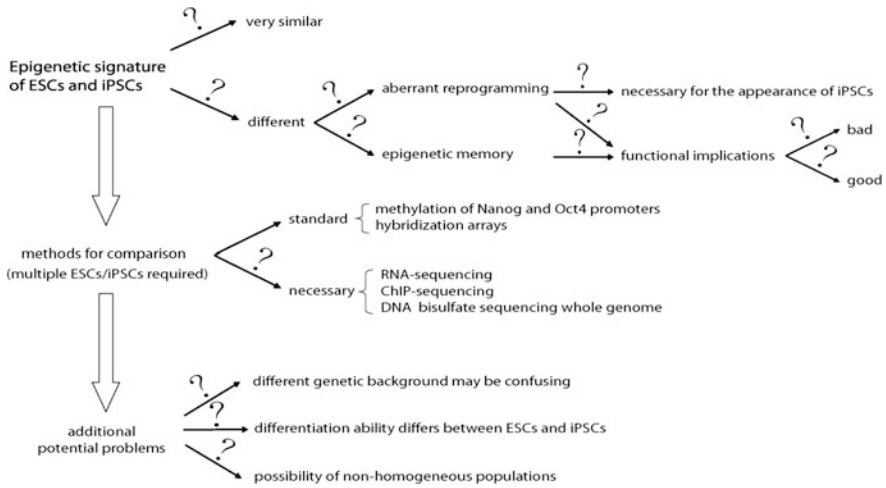 very similar
Epigenetic signature
of ESCs and iPSCs
?
?
different
?
?
aberrant reprogramming
?
necessary for the appearance of iPSCs
?
epigenetic memory
?
functional implications
?
bad
?
good
methods for comparison
(multiple ESCs/iPSCs required)
standard
methylation of Nanog and Oct4 promoters
hybridization arrays
?
necessary
RNA-sequencing
ChIP-sequencing
DNA bisulfate sequencing whole genome
additional
potential problems
?
different genetic background may be confusing
?
differentiation ability differs between ESCs and iPSCs
?
possibility of non-homogeneous populations